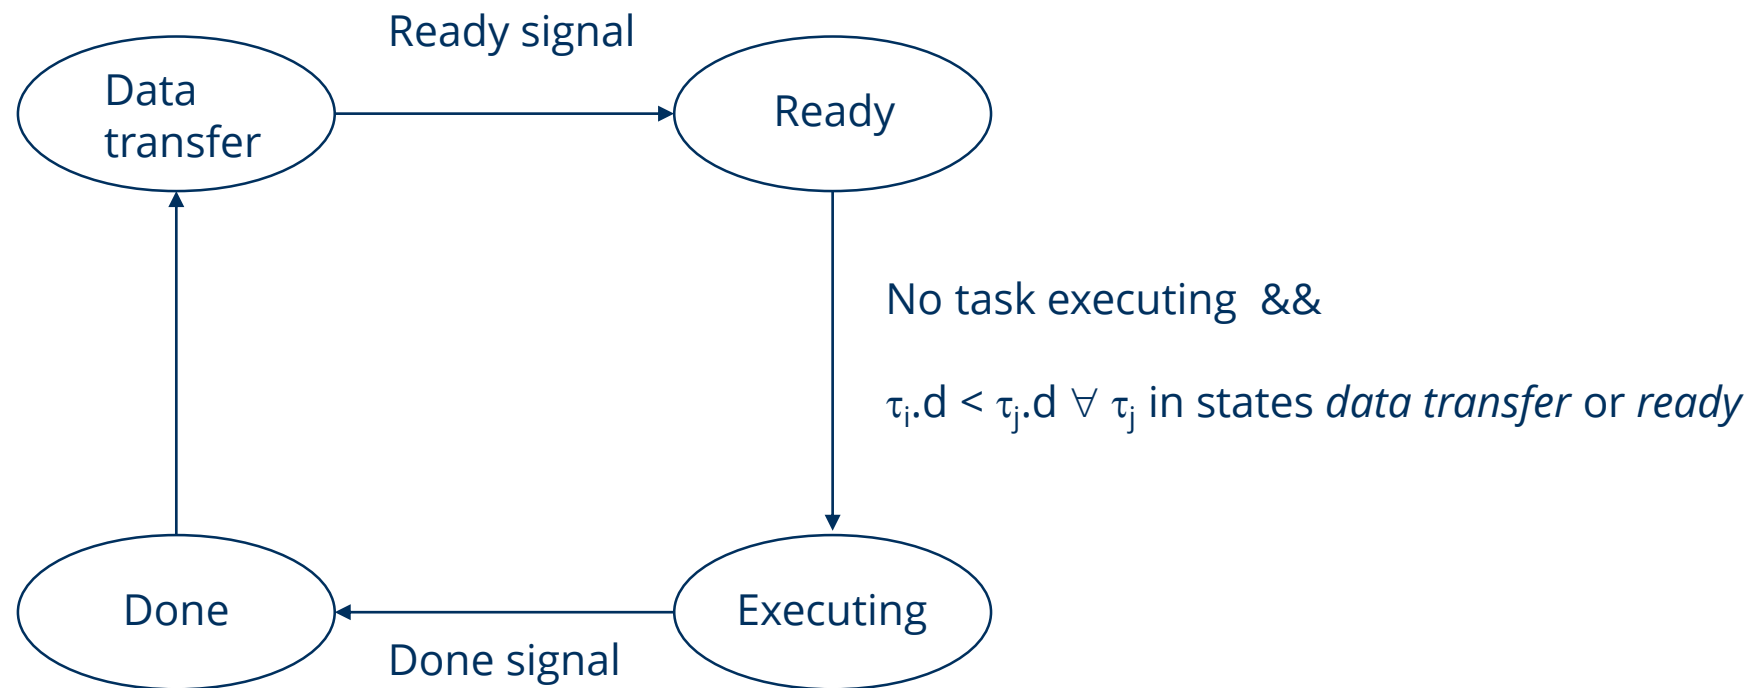 Ready signal
Data
transfer
Ready
No task executing &&
τi.d < τj.d ∀ τj in states data transfer or ready
Done
Executing
Done signal